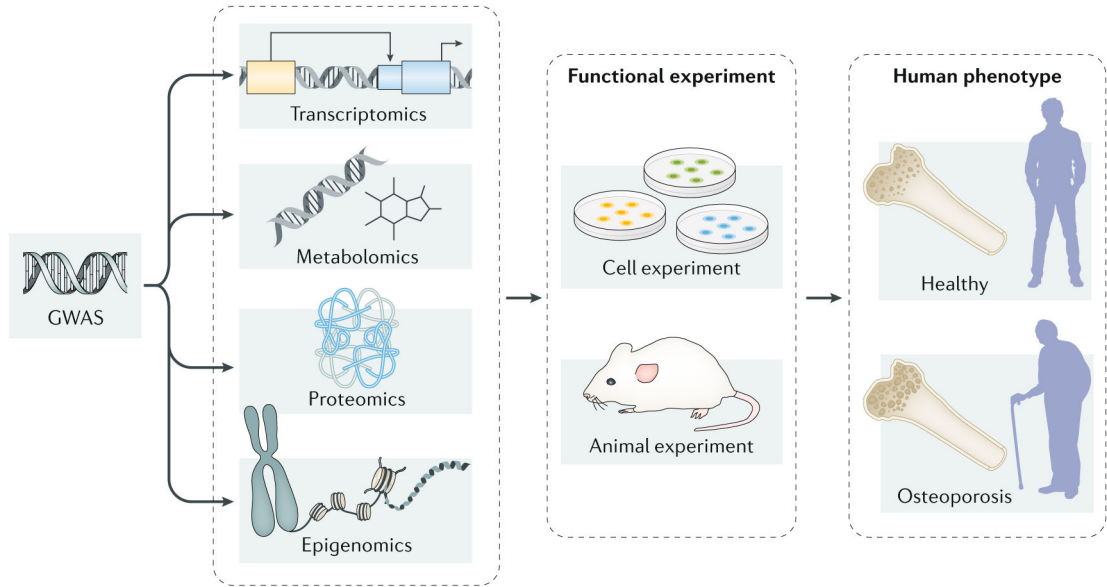 GWAS
Transcriptomics
Metabolomics
Proteomics
Epigenomics
Functional experiment
Cell experiment
Animal experiment
Human phenotype
Healthy
Osteoporosis